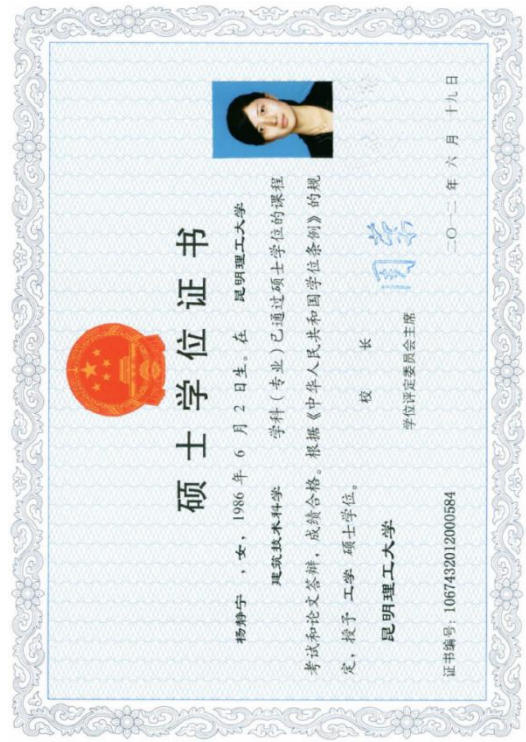 硕士学位证书
杨静宁 ，女，1986 年 6 月 2 日生。在 昆明理工大学
建筑技术科学 学科（专业）已通过硕士学位的课程
考试和论文答辩，成绩合格。根据《中华人民共和国学位条例》的规
定，授予 工学 硕士学位。
昆明理工大学 校 长
学位评定委员会主席
证书编号：1067432012000584 二〇一二 年 六 月 十九 日